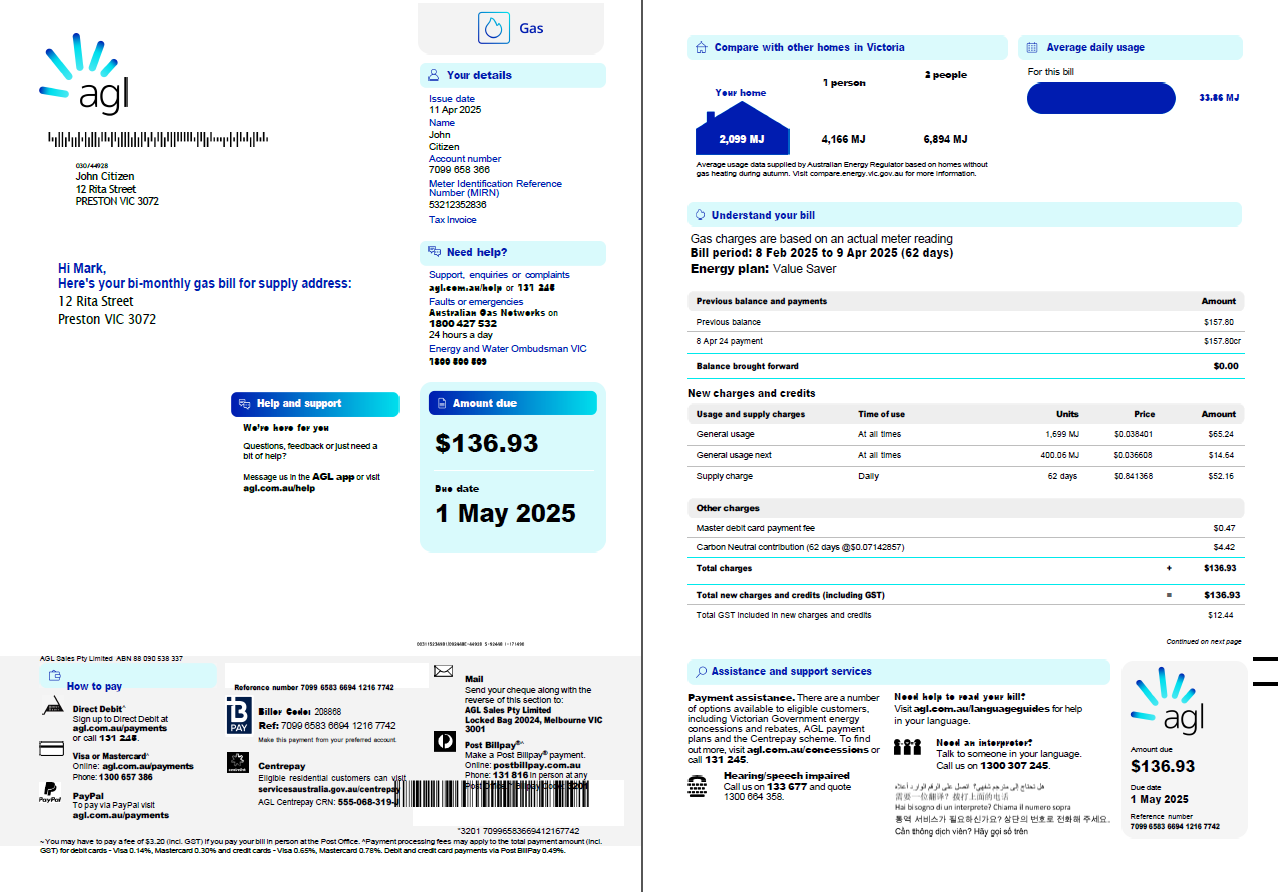 agl
030/44928
John Citizen
12 Rita Street
PRESTON VIC 3072
Hi Mark,
Here's your bi-monthly gas bill for supply address:
12 Rita Street
Preston VIC 3072
Gas
Your details
Issue date
11 Apr 2025
Name
John
Citizen
Account number
7099 658 366
Meter Identification Reference
Number (MIRN)
53212352836
Tax Invoice
Need help?
Support, enquiries or complaints
agl.com.au/help or 131 245
Faults or emergencies
Australian Gas Networks on
1800 427 532
24 hours a day
Energy and Water Ombudsman VIC
1800 500 509
Help and support
We're here for you
Questions, feedback or just need a
bit of help?
Message us in the AGL app or visit
agl.com.au/help
Amount due
$136.93
Due date
1 May 2025
AGL Sales Pty Limited ABN 88 090 538 337
How to pay
Direct Debit^
Sign up to Direct Debit at
agl.com.au/payments
or call 131 245.
Visa or Mastercard^
Online: agl.com.au/payments
Phone: 1300 657 386
PayPal
PayPal
To pay via PayPal visit
agl.com.au/payments
Reference number 7099 6583 6694 1216 7742
B
PAY
Biller Code: 208868
Ref: 7099 6583 6694 1216 7742
Make this payment from your preferred account.
Centrepay
Eligible residential customers can visit
servicesaustralia.gov.au/centrepay
AGL Centrepay CRN: 555-068-319-J
Mail
Send your cheque along with the
reverse of this section to:
AGL Sales Pty Limited
Locked Bag 20024, Melbourne VIC
3001
Post Billpay®^
Make a Post Billpay® payment.
Online: postbillpay.com.au
Phone: 131 816 in person at any
Post Office.~ Billpay Code: 3201
*3201 70996583669412167742
~ You may have to pay a fee of $3.20 (incl. GST) if you pay your bill in person at the Post Office. ^Payment processing fees may apply to the total payment amount (incl.
GST) for debit cards - Visa 0.14%, Mastercard 0.30% and credit cards - Visa 0.65%, Mastercard 0.78%. Debit and credit card payments via Post BillPay 0.49%.
Compare with other homes in Victoria
Your home
1 person
2 people
2,099 MJ
4,166 MJ
6,894 MJ
Average usage data supplied by Australian Energy Regulator based on homes without
gas heating during autumn. Visit compare.energy.vic.gov.au for more information.
Average daily usage
For this bill
33.86 MJ
Understand your bill
Gas charges are based on an actual meter reading
Bill period: 8 Feb 2025 to 9 Apr 2025 (62 days)
Energy plan: Value Saver
Previous balance and payments Amount
Previous balance $157.80
8 Apr 24 payment $157.80cr
Balance brought forward $0.00
New charges and credits
Usage and supply charges Time of use Units Price Amount
General usage At all times 1,699 MJ $0.038401 $65.24
General usage next At all times 400.06 MJ $0.036608 $14.64
Supply charge Daily 62 days $0.841368 $52.16
Other charges
Master debit card payment fee $0.47
Carbon Neutral contribution (62 days @$0.07142857) $4.42
Total charges + $136.93
Total new charges and credits (including GST) = $136.93
Total GST included in new charges and credits $12.44
Continued on next page
Assistance and support services
Payment assistance. There are a number
of options available to eligible customers,
including Victorian Government energy
concessions and rebates, AGL payment
plans and the Centrepay scheme. To find
out more, visit agl.com.au/concessions or
call 131 245.
Hearing/speech impaired
Call us on 133 677 and quote
1300 664 358.
Need help to read your bill?
Visit agl.com.au/languageguides for help
in your language.
Need an interpreter?
Talk to someone in your language.
Call us on 1300 307 245.
هل تحتاج إلى مترجم شفهي؟ اتصل على الرقم الوارد أعلاه
需要一位翻译？拨打上面的电话
Hai bisogno di un interprete? Chiama il numero sopra
통역 서비스가 필요하신가요? 상단의 번호로 전화해 주세요.
Cần thông dịch viên? Hãy gọi số trên
agl
Amount due
$136.93
Due date
1 May 2025
Reference number
7099 6583 6694 1216 7742